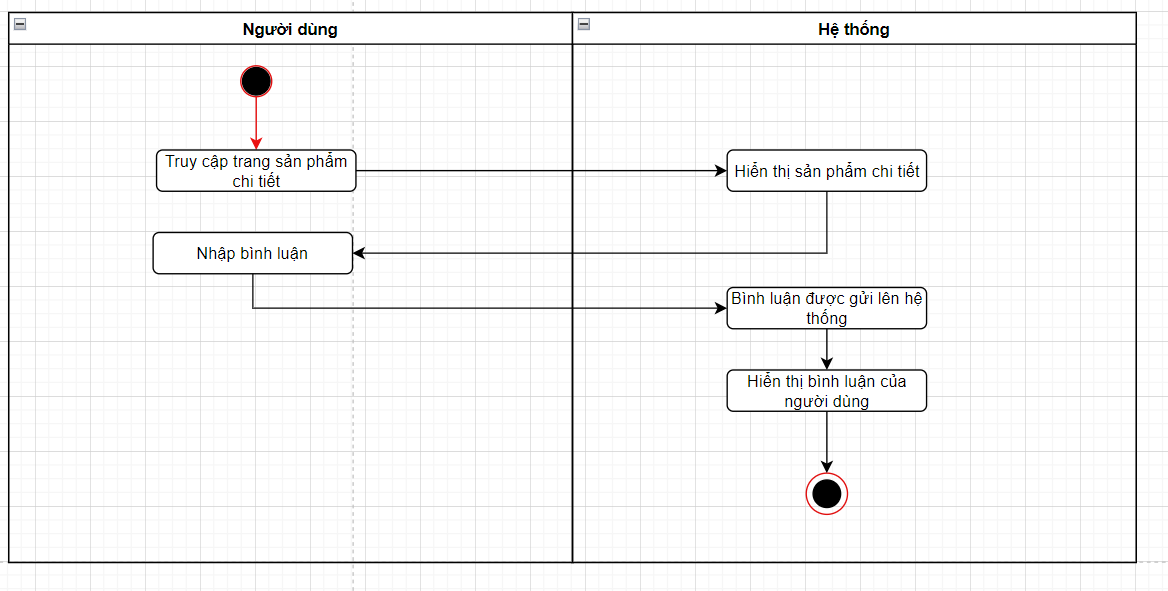 Người dùng
Hệ thống
Truy cập trang sản phẩm
chi tiết
Hiển thị sản phẩm chi tiết
Nhập bình luận
Bình luận được gửi lên hệ
thống
Hiển thị bình luận của
người dùng